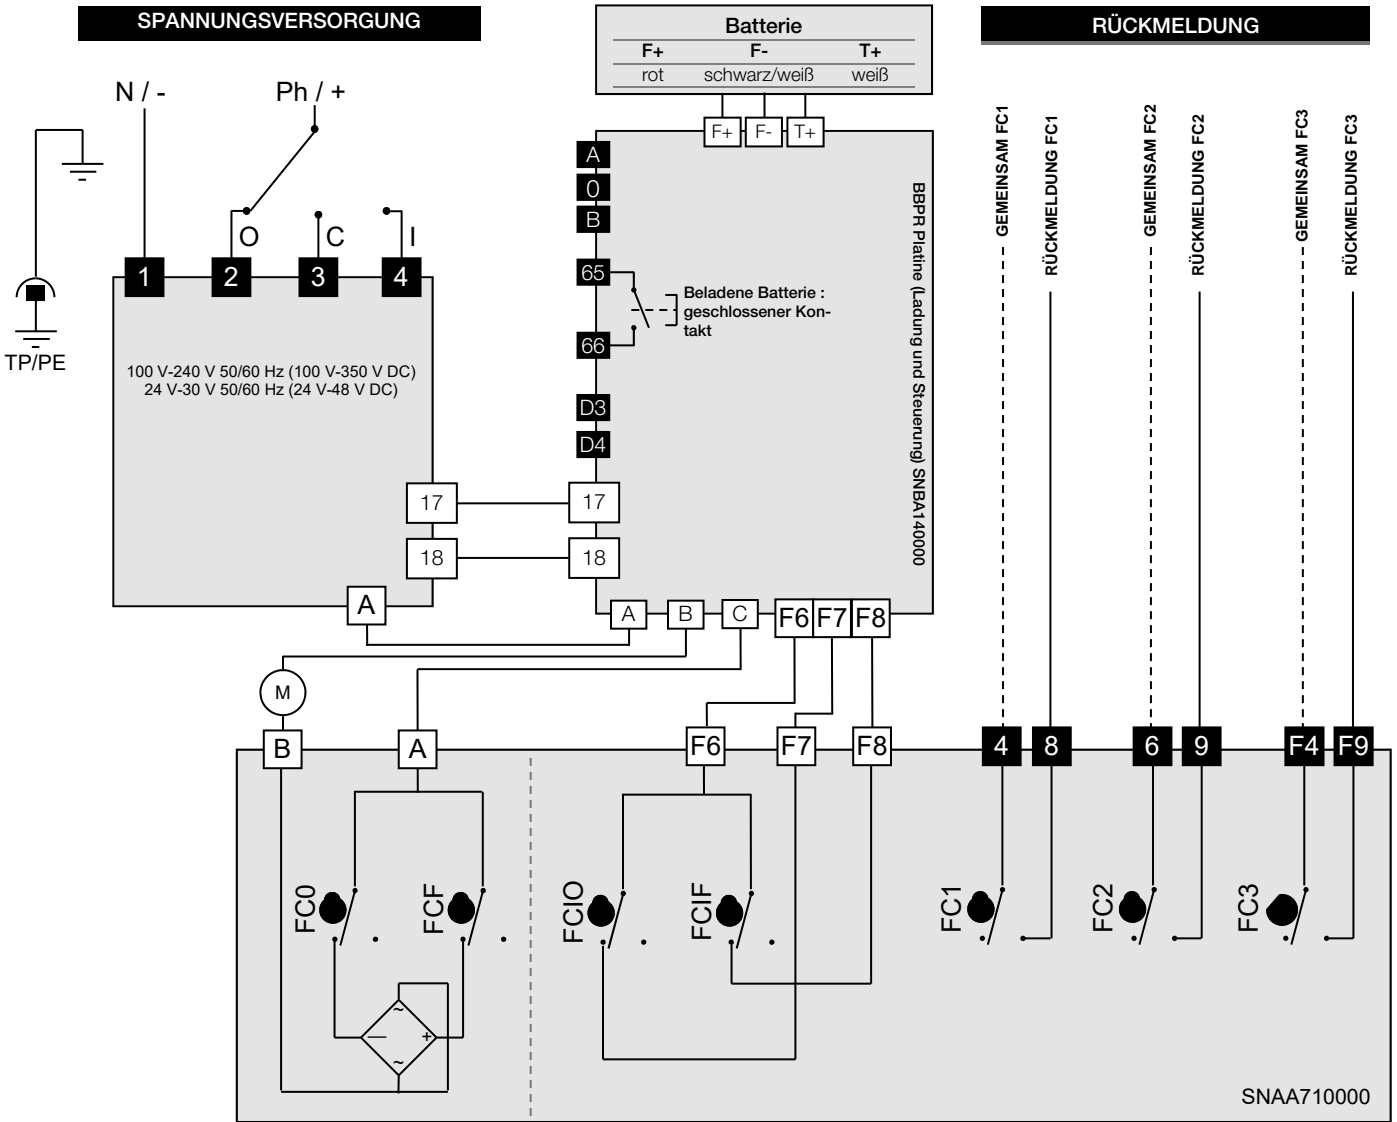 SPANNUNGSVERSORGUNG
Batterie
F+ F- T+
rot schwarz/weiß weiß
RÜCKMELDUNG
N / -
Ph / +
F+ F- T+
A
0
B
65
66
D3
D4
17
18
BBPR Platine (Ladung und Steuerung) SNBA140000
Beladene Batterie :
geschlossener Kon-
takt
GEMEINSAM FC1
RÜCKMELDUNG FC1
GEMEINSAM FC2
RÜCKMELDUNG FC2
GEMEINSAM FC3
RÜCKMELDUNG FC3
O C I
1 2 3 4
TP/PE
100 V-240 V 50/60 Hz (100 V-350 V DC)
24 V-30 V 50/60 Hz (24 V-48 V DC)
17
18
A
A B C F6 F7 F8
M
B A F6 F7 F8 4 8 6 9 F4 F9
FC0
FCF
FCIO
FCIF
FC1
FC2
FC3
~
— +
~
SNAA710000